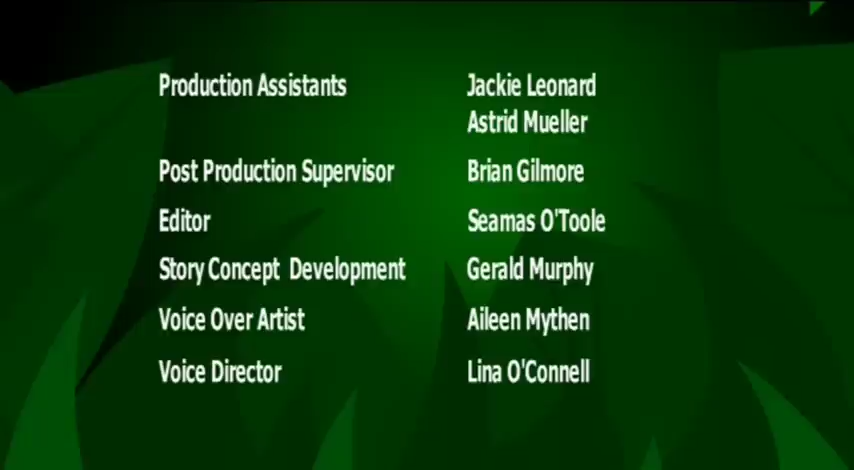 Production Assistants Jackie Leonard
Astrid Mueller
Post Production Supervisor Brian Gilmore
Editor Seamas O'Toole
Story Concept Development Gerald Murphy
Voice Over Artist Aileen Mythen
Voice Director Lina O'Connell